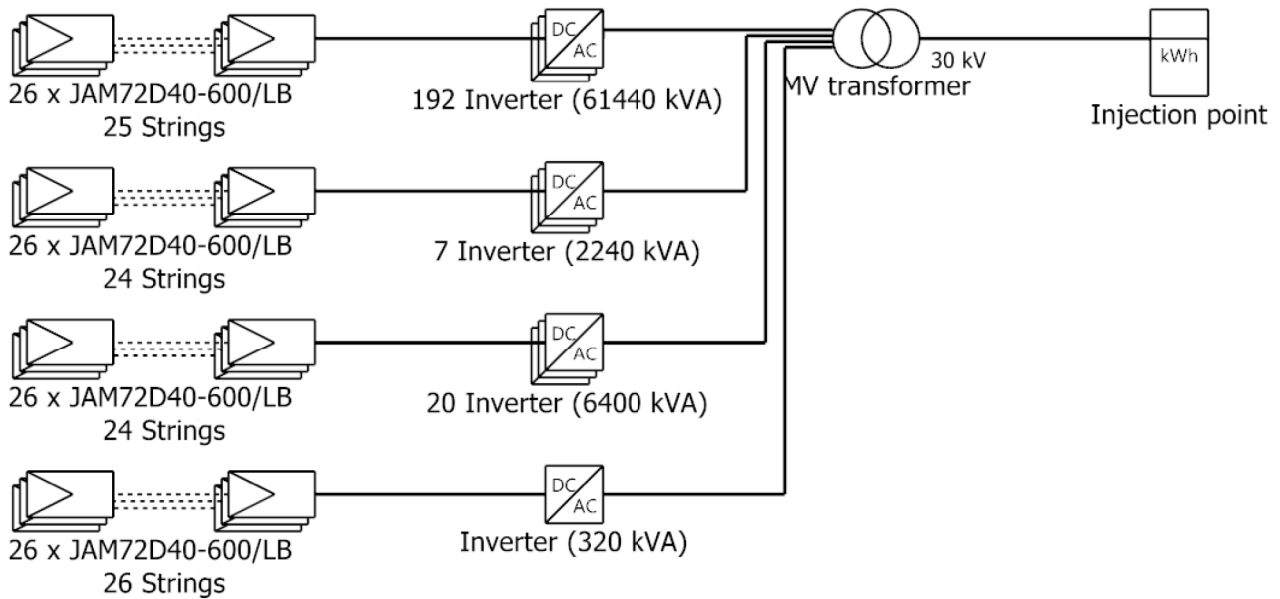 DC
AC
30 kV
kWh
26 x JAM72D40-600/LB
25 Strings
192 Inverter (61440 kVA)
MV transformer
Injection point
DC
AC
26 x JAM72D40-600/LB
24 Strings
7 Inverter (2240 kVA)
DC
AC
26 x JAM72D40-600/LB
24 Strings
20 Inverter (6400 kVA)
DC
AC
26 x JAM72D40-600/LB
26 Strings
Inverter (320 kVA)